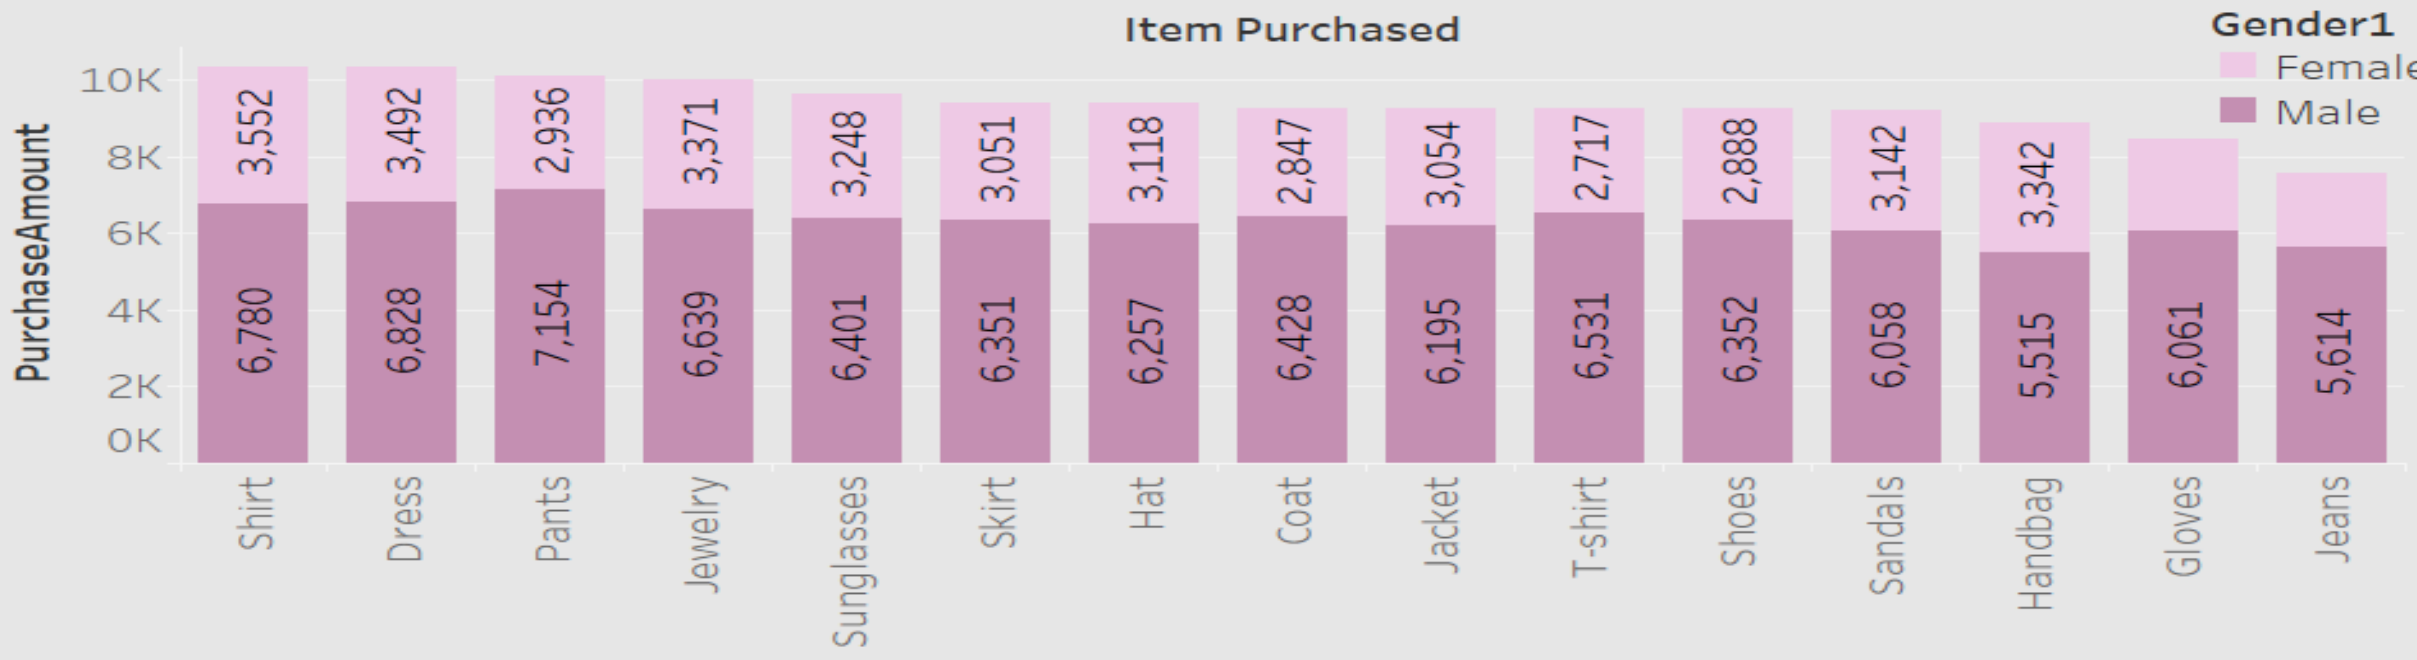 Item Purchased
Gender1
Female
Male
PurchaseAmount
10K
8K
6K
4K
2K
0K
3,552
3,492
2,936
3,371
3,248
3,051
3,118
2,847
3,054
2,717
2,888
3,142
3,342
6,780
6,828
7,154
6,639
6,401
6,351
6,257
6,428
6,195
6,531
6,352
6,058
5,515
6,061
5,614
Shirt
Dress
Pants
Jewelry
Sunglasses
Skirt
Hat
Coat
Jacket
T-shirt
Shoes
Sandals
Handbag
Gloves
Jeans